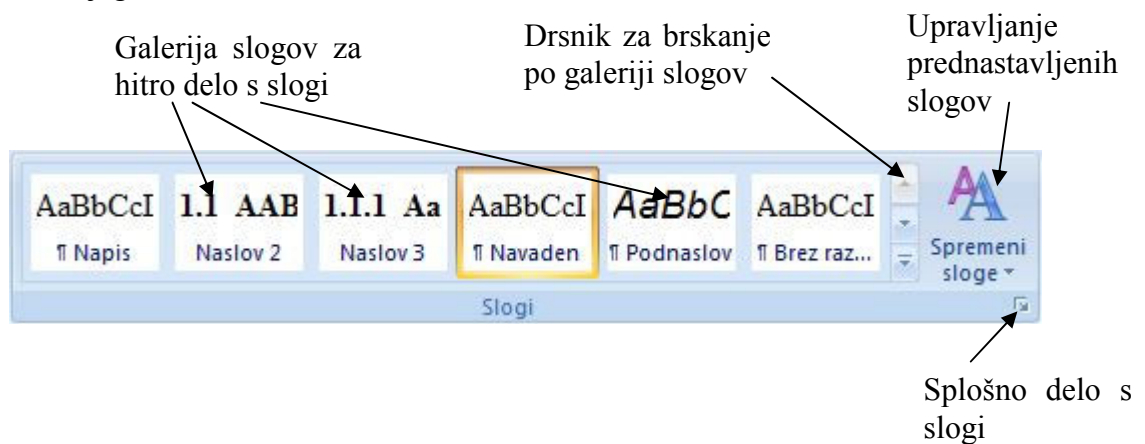 Galerija slogov za
hitro delo s slogi
Drsnik za brskanje
po galeriji slogov
Upravljanje
prednastavljenih
slogov
AaBbCcI 1.1 AAB 1.1.1 Aa AaBbCcI AaBbC AaBbCcI
¶ Napis Naslov 2 Naslov 3 ¶ Navaden ¶ Podnaslov ¶ Brez raz...
Spremeni
sloge
Slogi
Splošno delo s
slogi